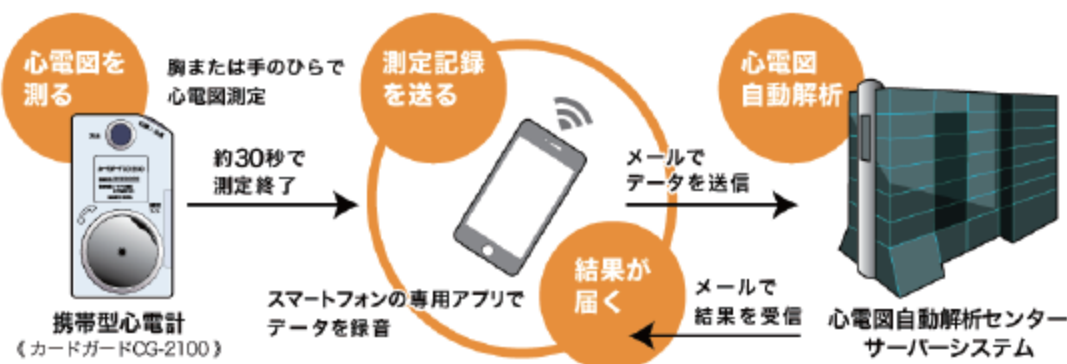 心電図を
測る
胸または手のひらで
心電図測定
約30秒で
測定終了
携帯型心電計
《カードガードCG-2100》
測定記録
を送る
スマートフォンの専用アプリで
データを録音
メールで
データを送信
結果が
届く
メールで
結果を受信
心電図
自動解析
心電図自動解析センター
サーバーシステム